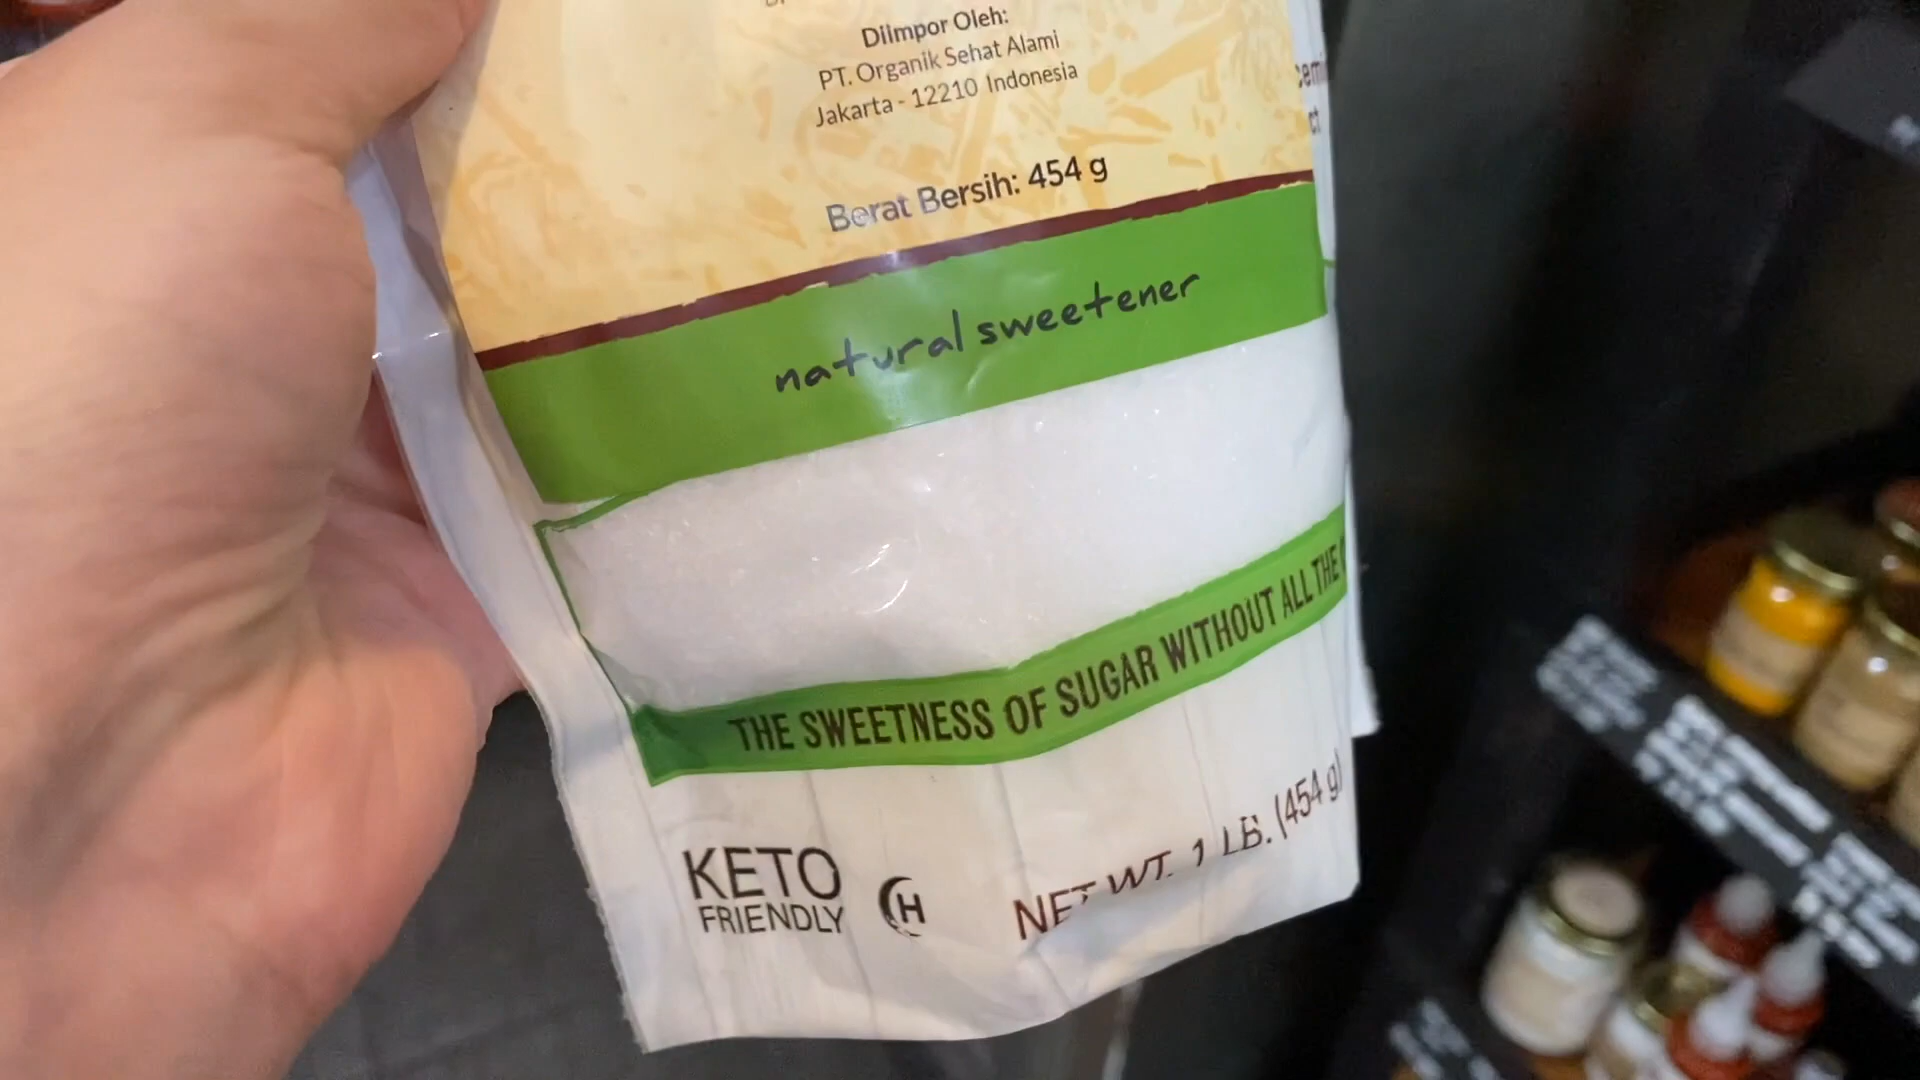 DiImpor Oleh:
PT. Organik Sehat Alami
Jakarta - 12210 Indonesia
Berat Bersih: 454 g
natural sweetener
THE SWEETNESS OF SUGAR WITHOUT ALL THE
KETO
FRIENDLY
H
NET WT. 1 LB. (454 g)